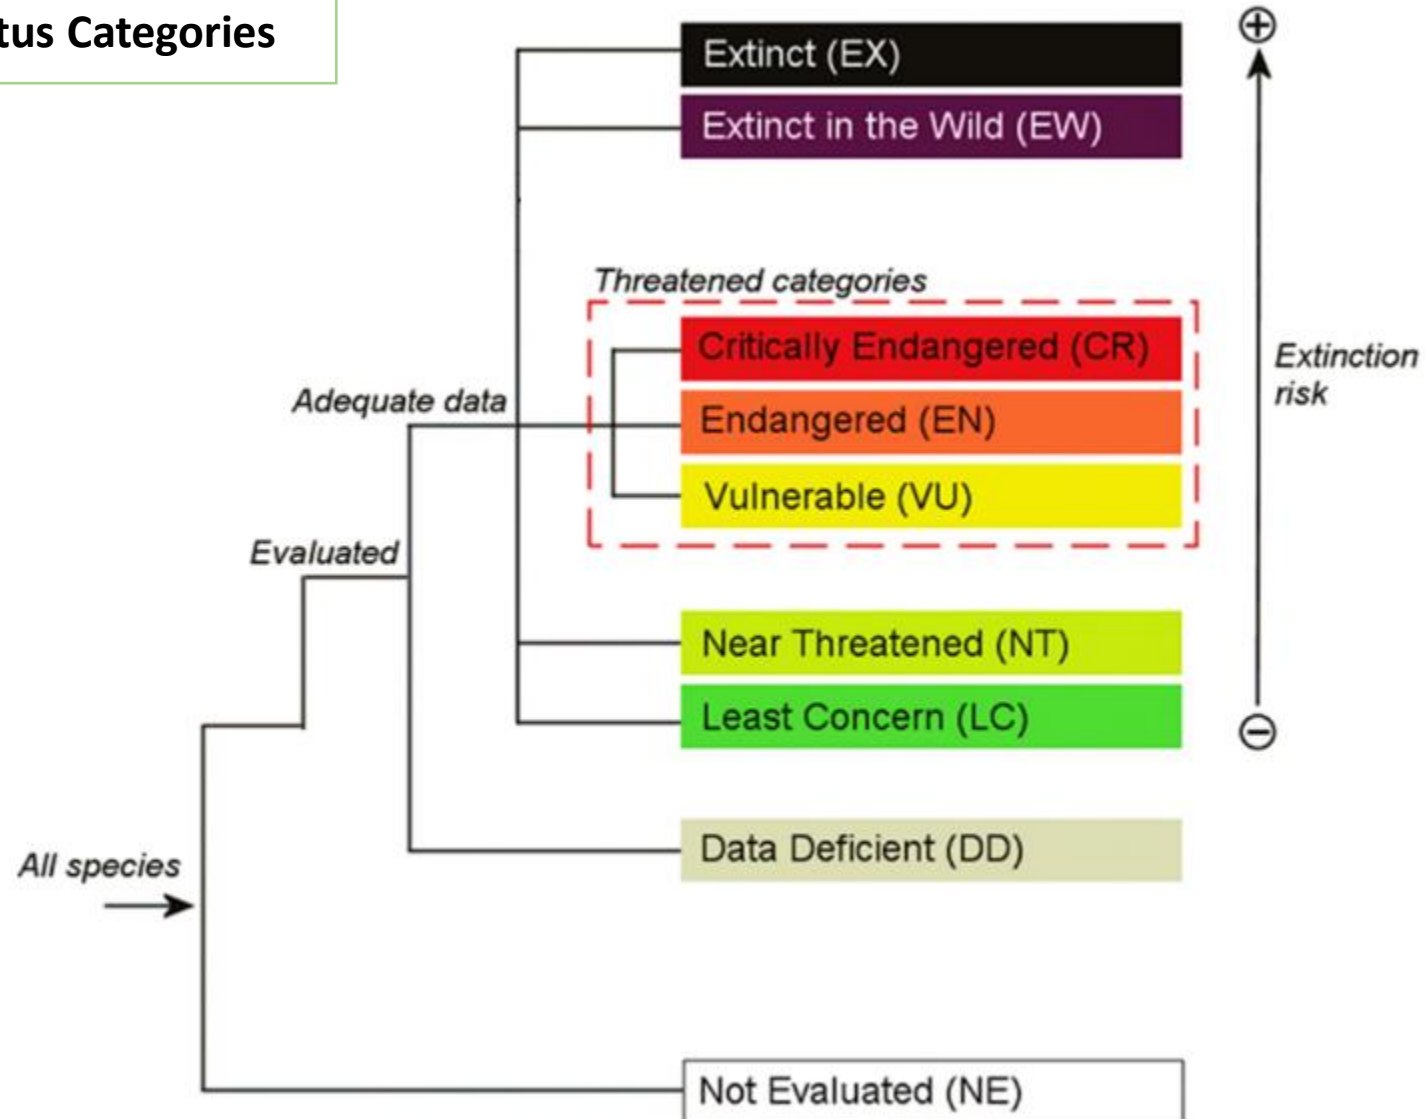 Categories
Extinct (EX)
Extinct in the Wild (EW)
Threatened categories
Critically Endangered (CR)
Extinction
risk
Adequate data
Endangered (EN)
Vulnerable (VU)
Evaluated
Near Threatened (NT)
Least Concern (LC)
Data Deficient (DD)
All species
Not Evaluated (NE)